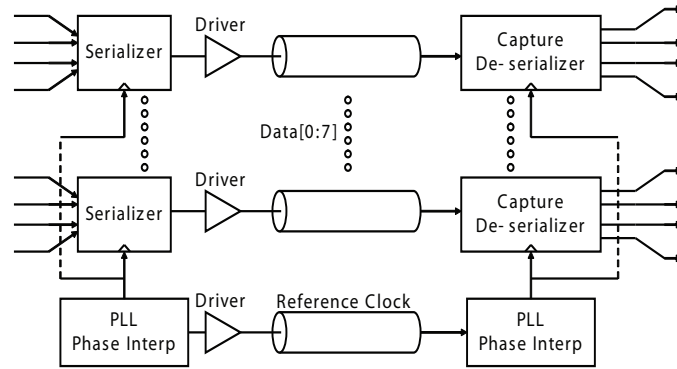 Driver
Serializer
Capture
De- serializer
Data[0:7]
Driver
Serializer
Capture
De- serializer
Driver
Reference Clock
PLL
Phase Interp
PLL
Phase Interp